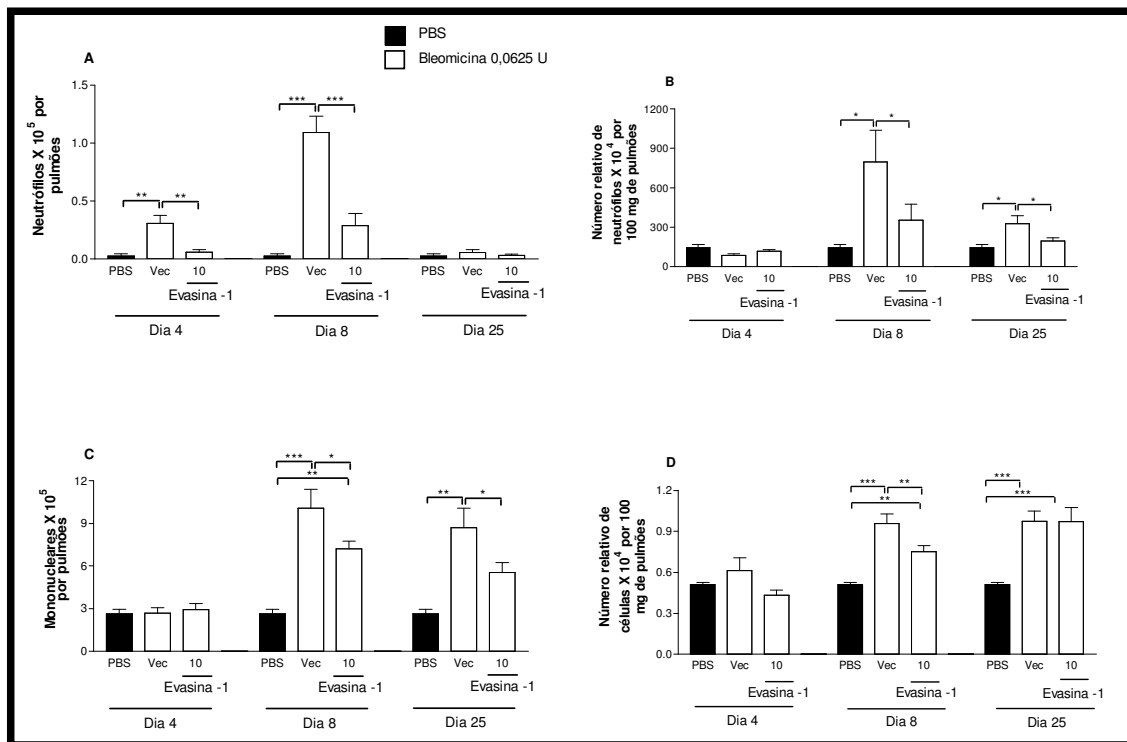 PBS
Bleomicina 0,0625 U
A
Neutrófilos X 10⁵ por
pulmões
1.5
1.0
0.5
0.0
** **
*** ***
PBS Vec 10 PBS Vec 10 PBS Vec 10
Evasina -1 Evasina -1 Evasina -1
Dia 4 Dia 8 Dia 25
B
Número relativo de
neutrófilos X 10⁴ por
100 mg de pulmões
1200
900
600
300
0
* *
* *
PBS Vec 10 PBS Vec 10 PBS Vec 10
Evasina -1 Evasina -1 Evasina -1
Dia 4 Dia 8 Dia 25
C
Mononucleares X 10⁵
por pulmões
12
9
6
3
0
*** *
**
** *
PBS Vec 10 PBS Vec 10 PBS Vec 10
Evasina -1 Evasina -1 Evasina -1
Dia 4 Dia 8 Dia 25
D
Número relativo de
células X 10⁴ por 100
mg de pulmões
1.2
0.9
0.6
0.3
0.0
*** **
**
***
***
PBS Vec 10 PBS Vec 10 PBS Vec 10
Evasina -1 Evasina -1 Evasina -1
Dia 4 Dia 8 Dia 25